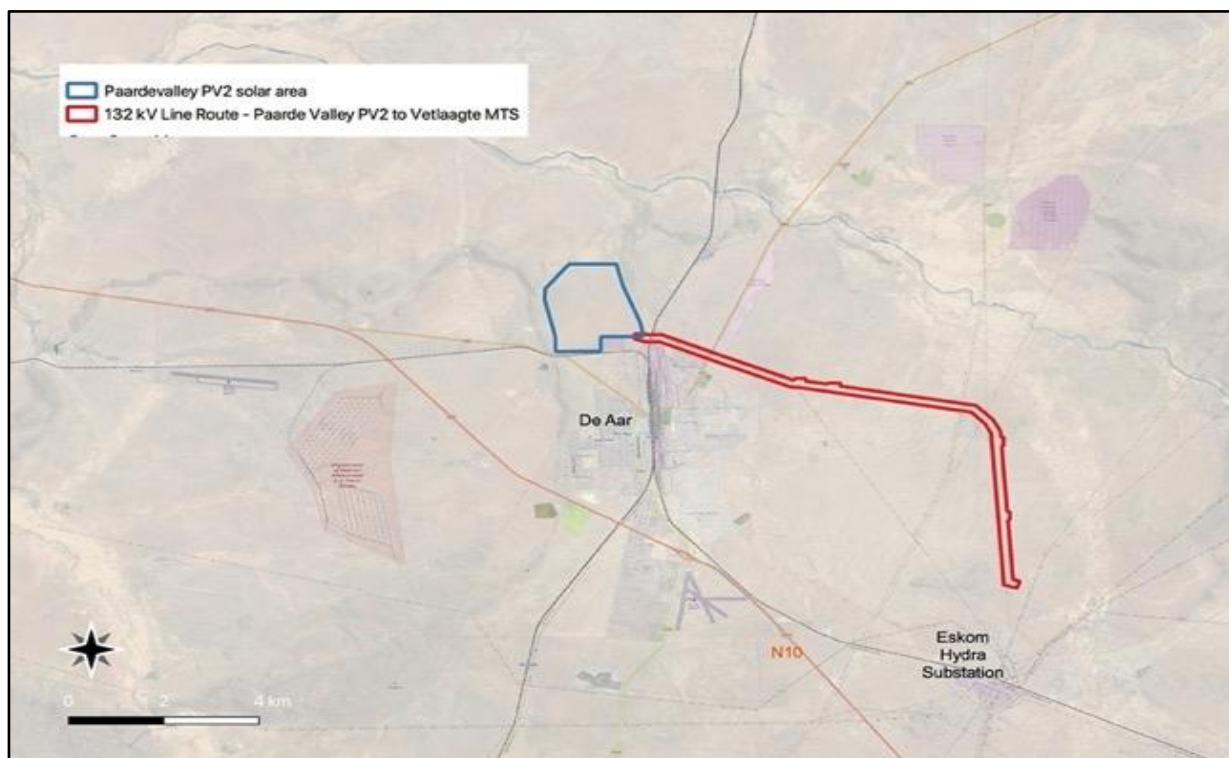 Paardevalley PV2 solar area
132 kV Line Route - Paarde Valley PV2 to Vetlaagte MTS
De Aar
Eskom
Hydra
Substation
N10
0 2 4 km